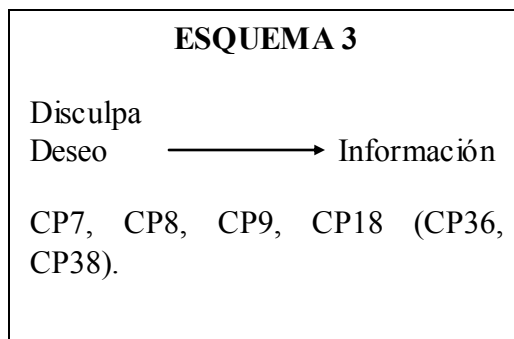 ESQUEMA 3
Disculpa
Deseo Información
CP7, CP8, CP9, CP18 (CP36,
CP38).